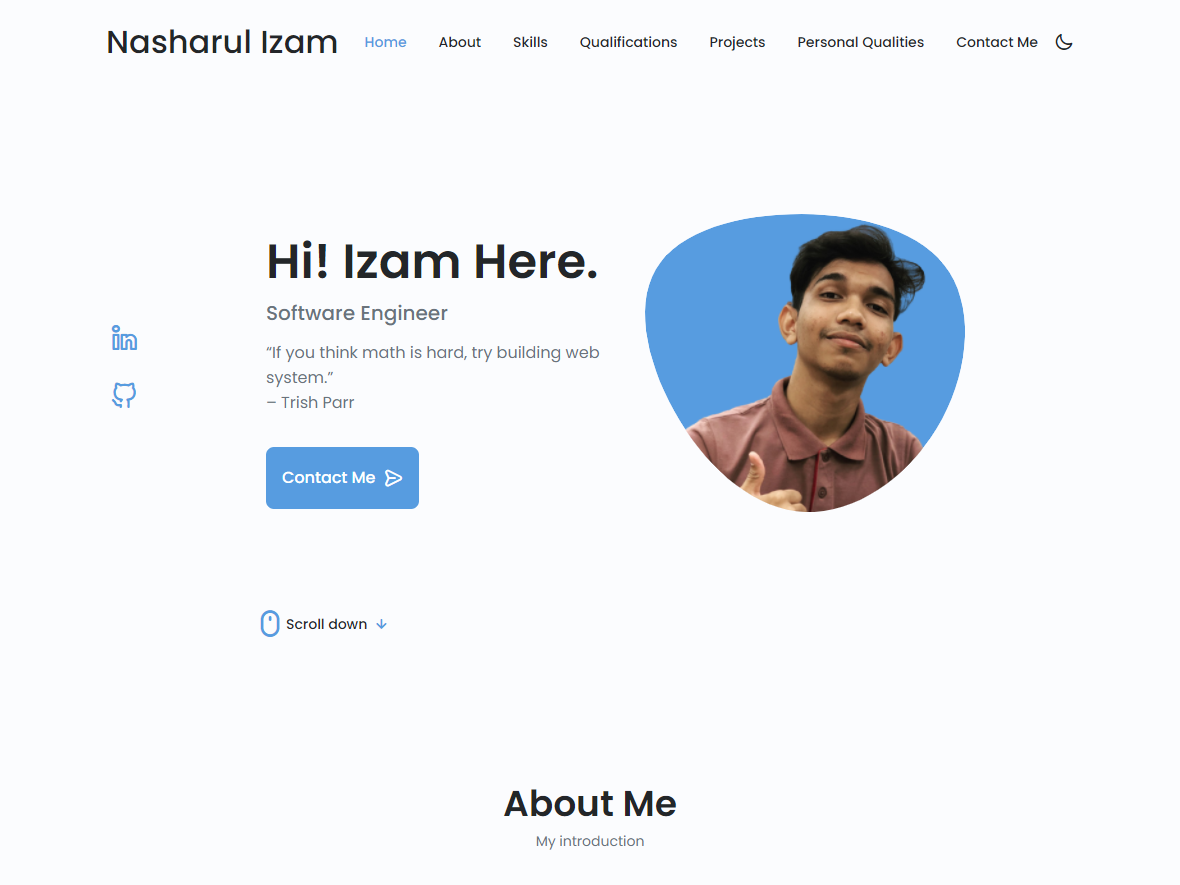 Nasharul Izam
Home
About
Skills
Qualifications
Projects
Personal Qualities
Contact Me
Hi! Izam Here.
Software Engineer
“If you think math is hard, try building web
system.”
– Trish Parr
Contact Me
Scroll down
About Me
My introduction